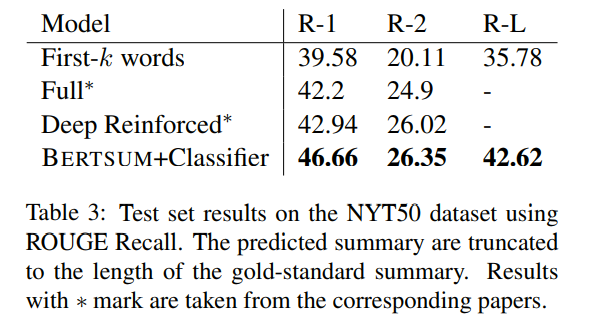 Model R-1 R-2 R-L
First-k words 39.58 20.11 35.78
Full* 42.2 24.9 -
Deep Reinforced* 42.94 26.02 -
BERTSUM+Classifier 46.66 26.35 42.62
Table 3: Test set results on the NYT50 dataset using
ROUGE Recall. The predicted summary are truncated
to the length of the gold-standard summary. Results
with * mark are taken from the corresponding papers.